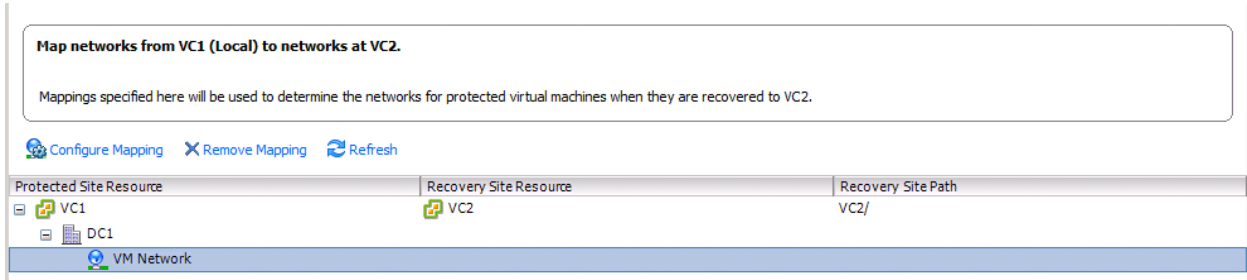 Map networks from VC1 (Local) to networks at VC2.
Mappings specified here will be used to determine the networks for protected virtual machines when they are recovered to VC2.
Configure Mapping Remove Mapping Refresh
Protected Site Resource Recovery Site Resource Recovery Site Path
VC1 VC2 VC2/
DC1
VM Network